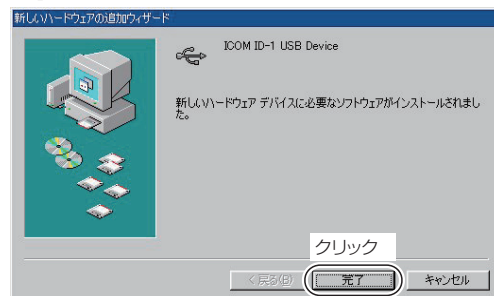 新しいハードウェアの追加ウィザード
ICOM ID-1 USB Device
新しいハードウェア デバイスに必要なソフトウェアがインストールされまし
た。
クリック
< 戻る(B)
完了
キャンセル